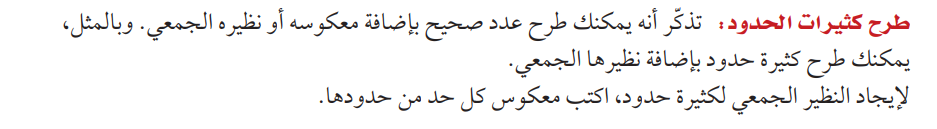 طرح كثيرات الحدود: تذكّر أنه يمكنك طرح عدد صحيح بإضافة معكوسه أو نظيره الجمعي. وبالمثل،
يمكنك طرح كثيرة حدود بإضافة نظيرها الجمعي.
لإيجاد النظير الجمعي لكثيرة حدود، اكتب معكوس كل حد من حدودها.